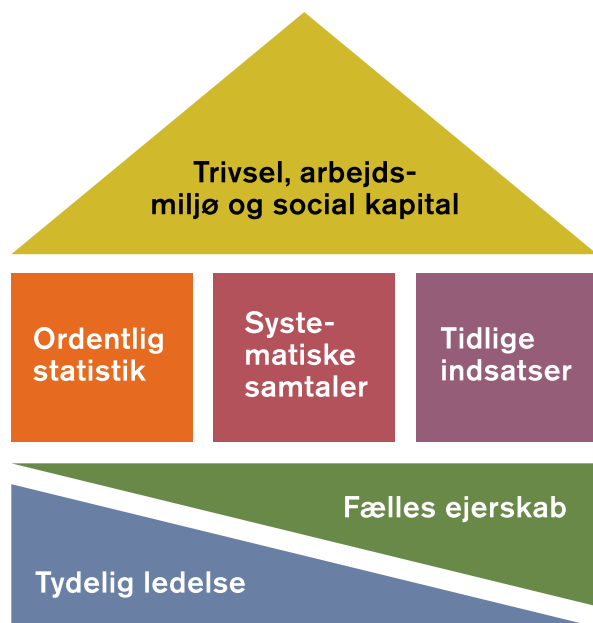 Trivsel, arbejds-
miljø og social kapital
Ordentlig
statistik
Syste-
matiske
samtaler
Tidlige
indsatser
Fælles ejerskab
Tydelig ledelse